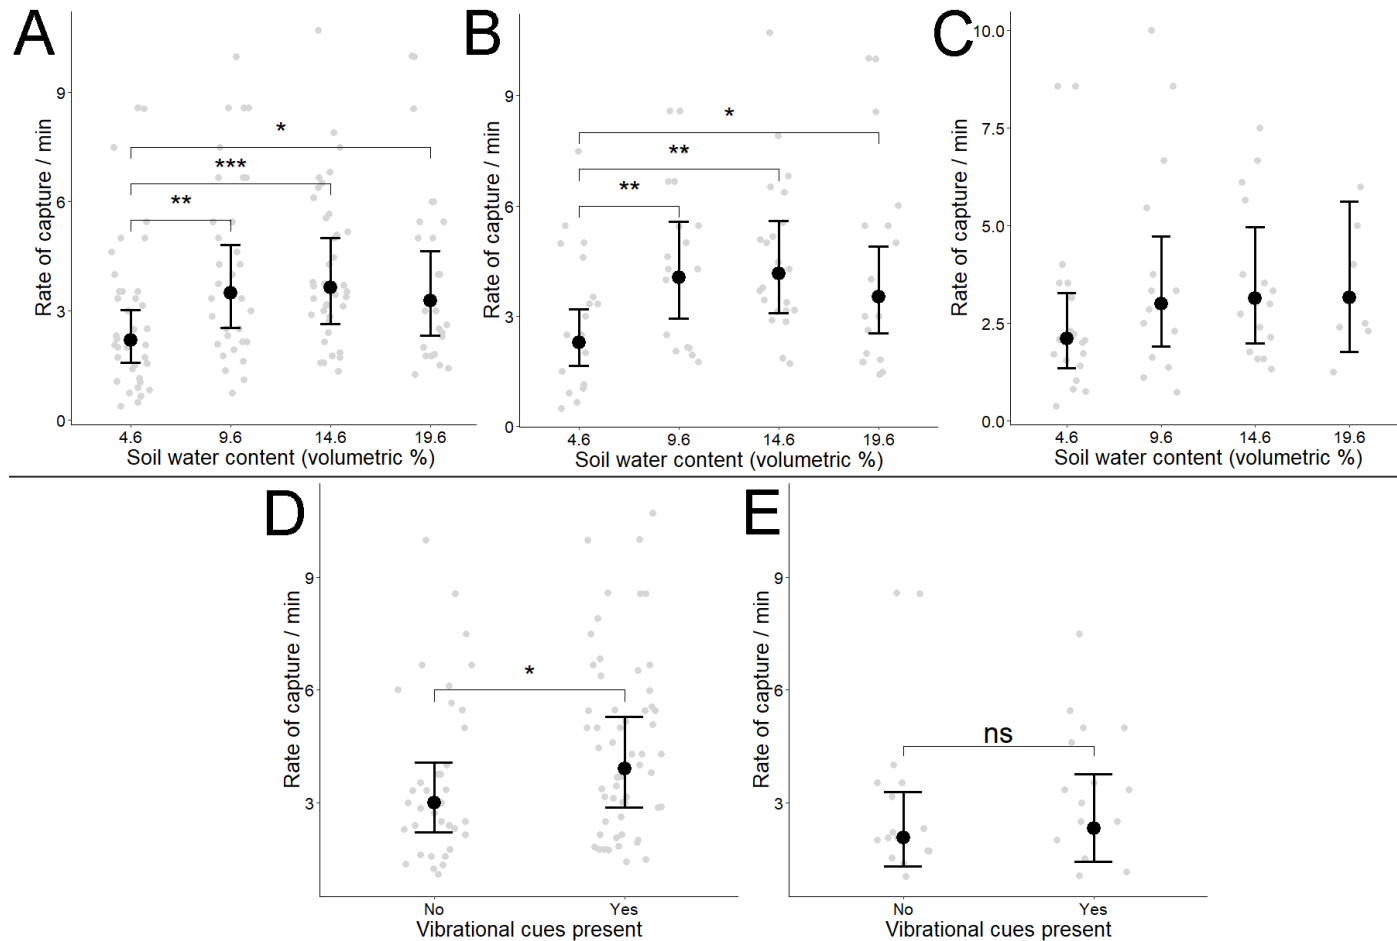 A
B
C
Rate of capture / min
9
6
3
0
*
***
**
4.6 9.6 14.6 19.6
Soil water content (volumetric %)
Rate of capture / min
9
6
3
0
*
**
**
4.6 9.6 14.6 19.6
Soil water content (volumetric %)
Rate of capture / min
10.0
7.5
5.0
2.5
0.0
4.6 9.6 14.6 19.6
Soil water content (volumetric %)
D
E
Rate of capture / min
9
6
3
*
No Yes
Vibrational cues present
Rate of capture / min
9
6
3
ns
No Yes
Vibrational cues present